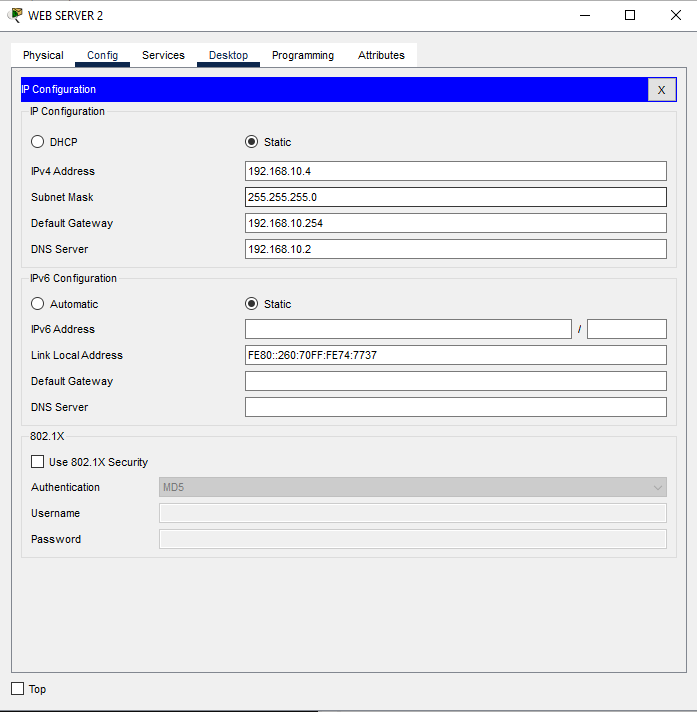 WEB SERVER 2
Physical Config Services Desktop Programming Attributes
IP Configuration X
IP Configuration
DHCP Static
IPv4 Address 192.168.10.4
Subnet Mask 255.255.255.0
Default Gateway 192.168.10.254
DNS Server 192.168.10.2
IPv6 Configuration
Automatic Static
IPv6 Address /
Link Local Address FE80::260:70FF:FE74:7737
Default Gateway
DNS Server
802.1X
Use 802.1X Security
Authentication MD5
Username
Password
Top